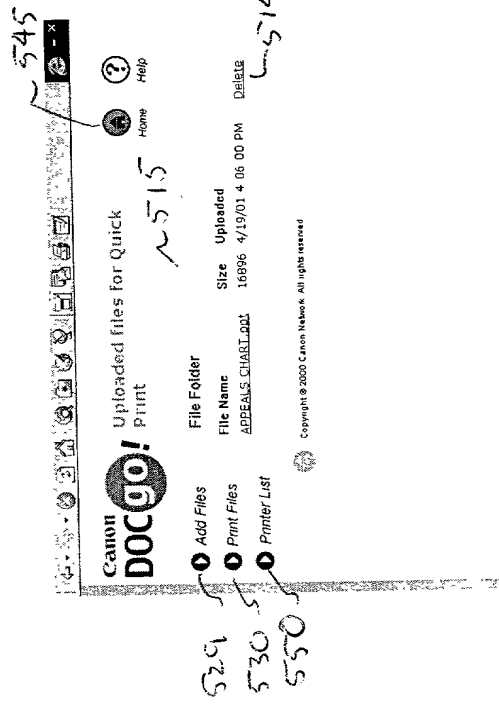 545
Canon
DOCgo!
Uploaded files for Quick
Print
Home
Help
515
Add Files
Print Files
Printer List
File Folder
File Name Size Uploaded
APPEALS CHART.ppt 16896 4/19/01 4 06 00 PM Delete
Copyright © 2000 Canon Network All rights reserved
529
530
550